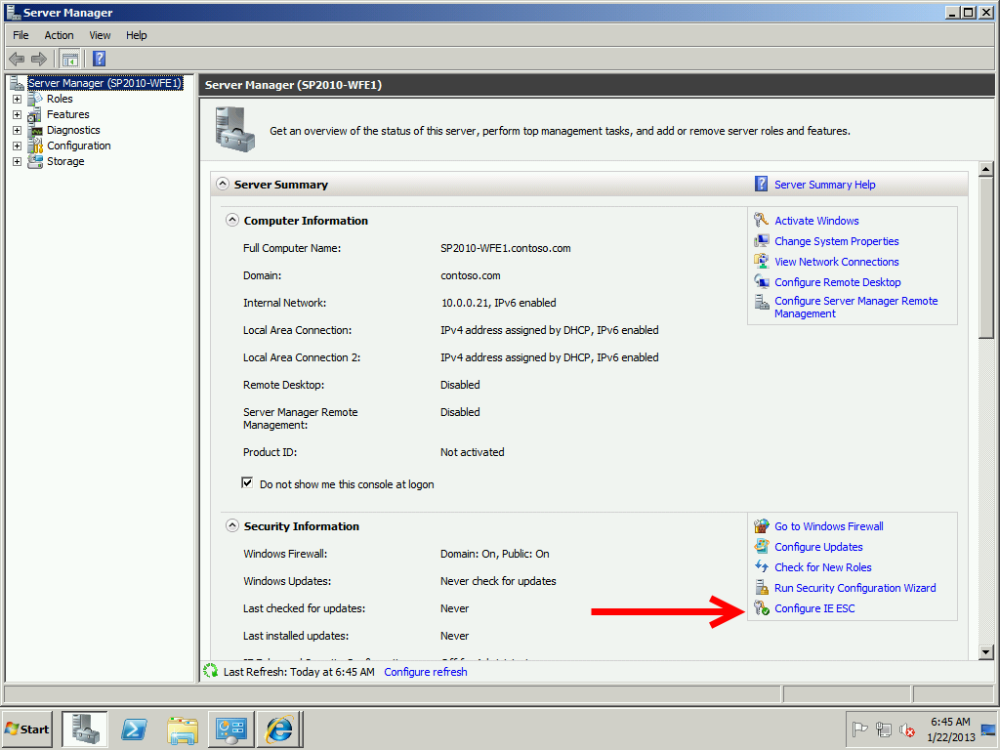 Server Manager
File Action View Help
Server Manager (SP2010-WFE1)
Roles
Features
Diagnostics
Configuration
Storage
Server Manager (SP2010-WFE1)
Get an overview of the status of this server, perform top management tasks, and add or remove server roles and features.
Server Summary
Server Summary Help
Computer Information
Full Computer Name: SP2010-WFE1.contoso.com
Domain: contoso.com
Internal Network: 10.0.0.21, IPv6 enabled
Local Area Connection: IPv4 address assigned by DHCP, IPv6 enabled
Local Area Connection 2: IPv4 address assigned by DHCP, IPv6 enabled
Remote Desktop: Disabled
Server Manager Remote Disabled
Management:
Product ID: Not activated
Do not show me this console at logon
Activate Windows
Change System Properties
View Network Connections
Configure Remote Desktop
Configure Server Manager Remote
Management
Security Information
Windows Firewall: Domain: On, Public: On
Windows Updates: Never check for updates
Last checked for updates: Never
Last installed updates: Never
Go to Windows Firewall
Configure Updates
Check for New Roles
Run Security Configuration Wizard
Configure IE ESC
Last Refresh: Today at 6:45 AM Configure refresh
Start
6:45 AM
1/22/2013